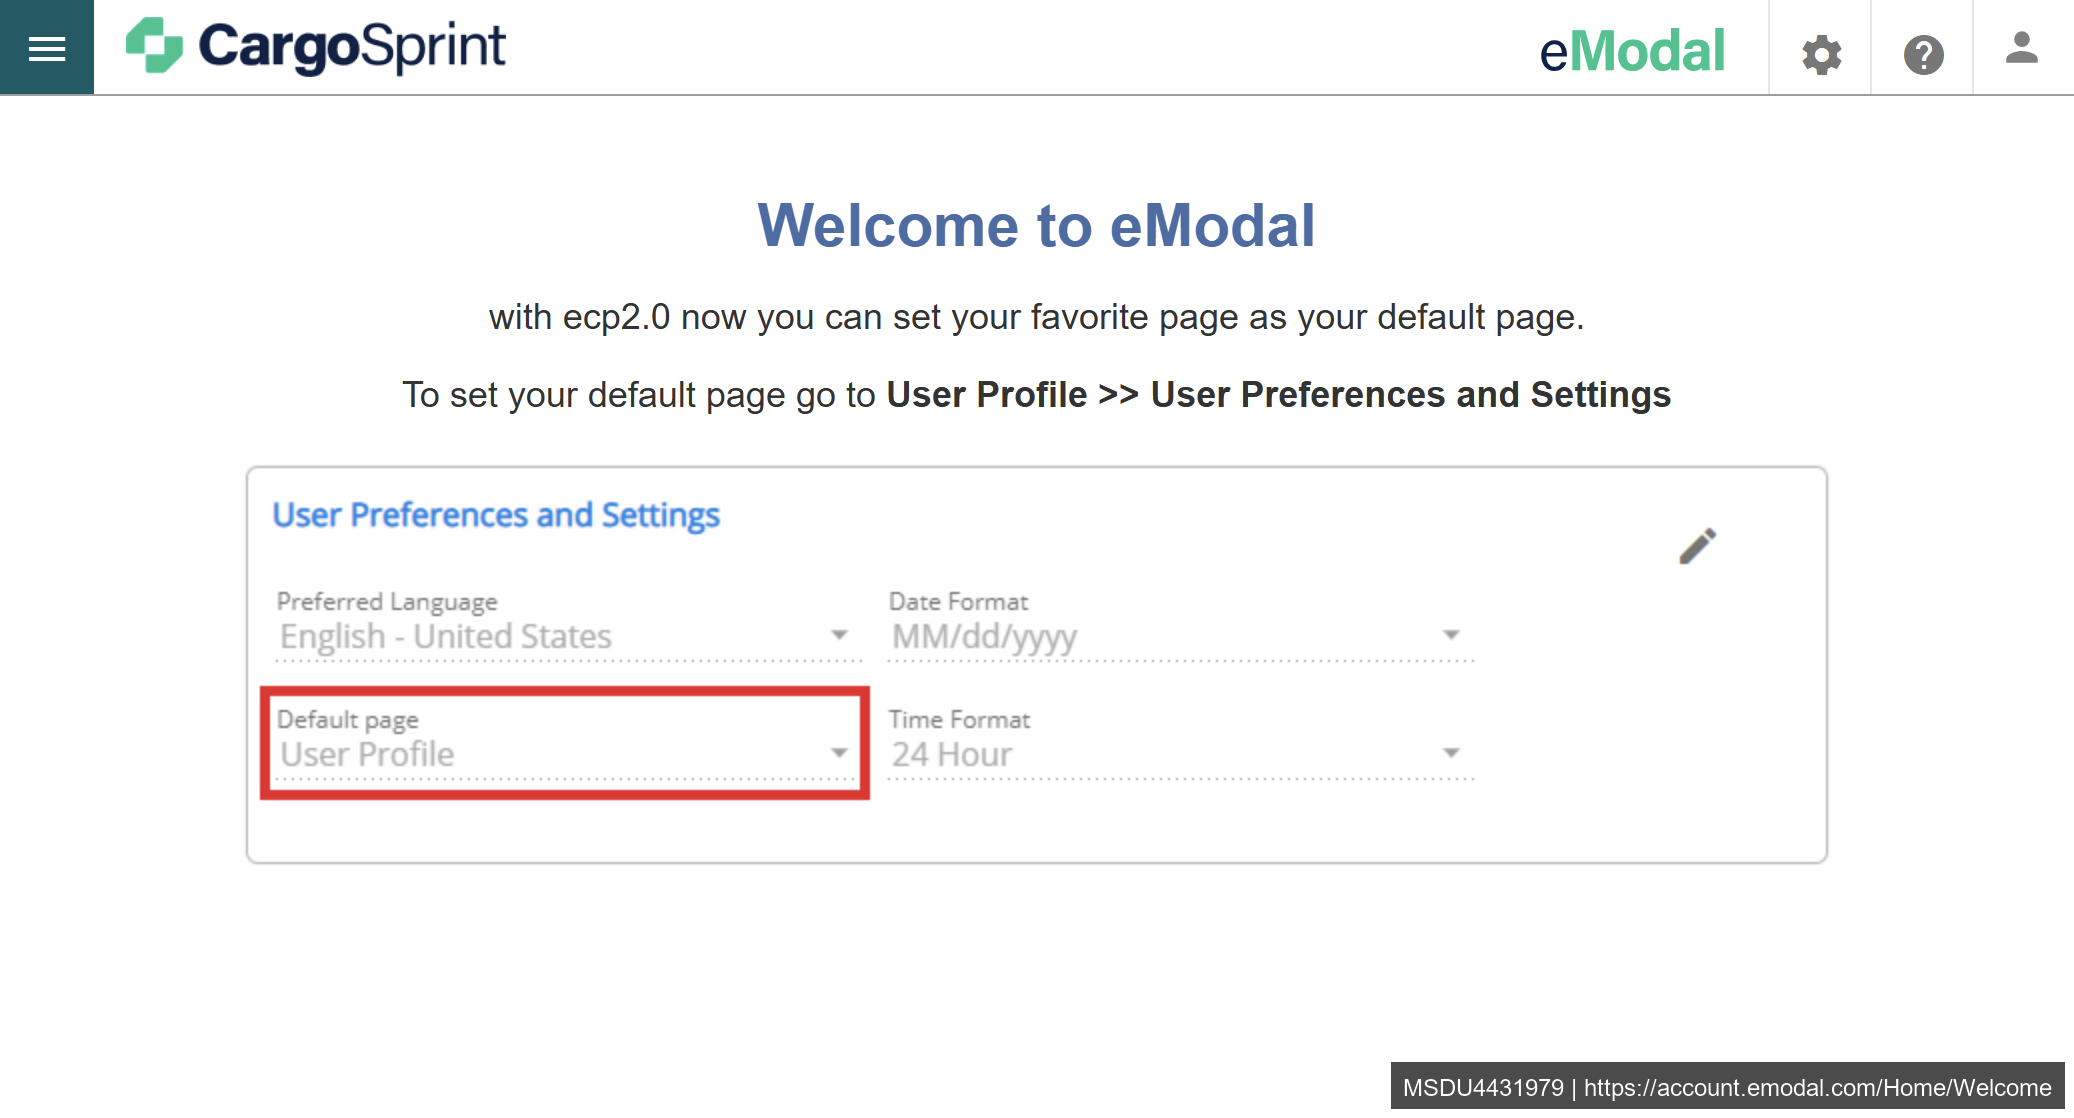 CargoSprint
eModal
Welcome to eModal
with ecp2.0 now you can set your favorite page as your default page.
To set your default page go to User Profile >> User Preferences and Settings
User Preferences and Settings
Preferred Language
English - United States
Date Format
MM/dd/yyyy
Default page
User Profile
Time Format
24 Hour
MSDU4431979 | https://account.emodal.com/Home/Welcome